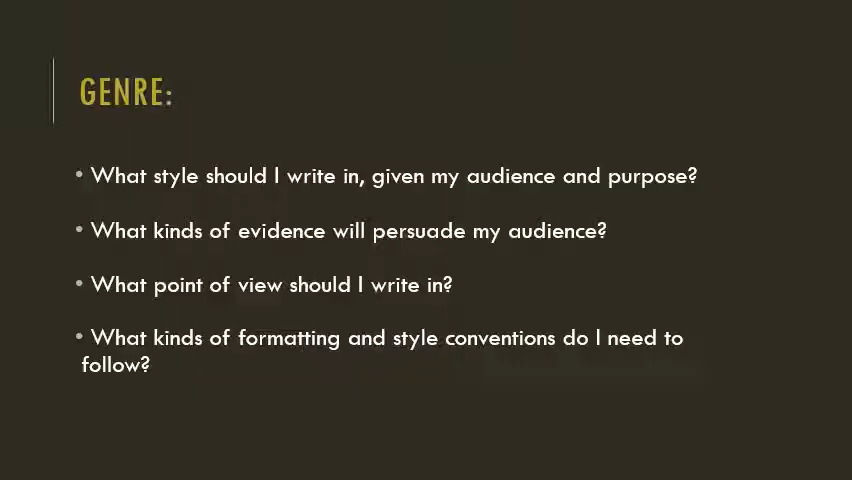 GENRE:
• What style should I write in, given my audience and purpose?
• What kinds of evidence will persuade my audience?
• What point of view should I write in?
• What kinds of formatting and style conventions do I need to
follow?